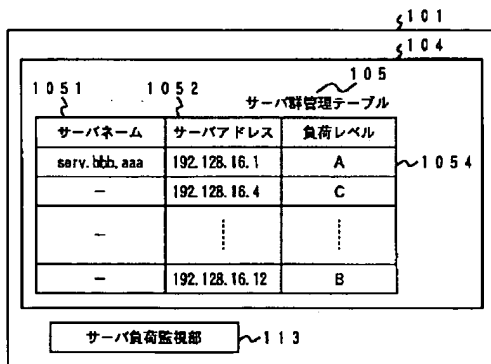 101
104
1051 1052 105
サーバ群管理テーブル
サーバネーム サーバアドレス 負荷レベル
serv.bbb.aaa 192.128.16.1 A 1054
— 192.128.16.4 C
—
— 192.128.16.12 B
サーバ負荷監視部 113